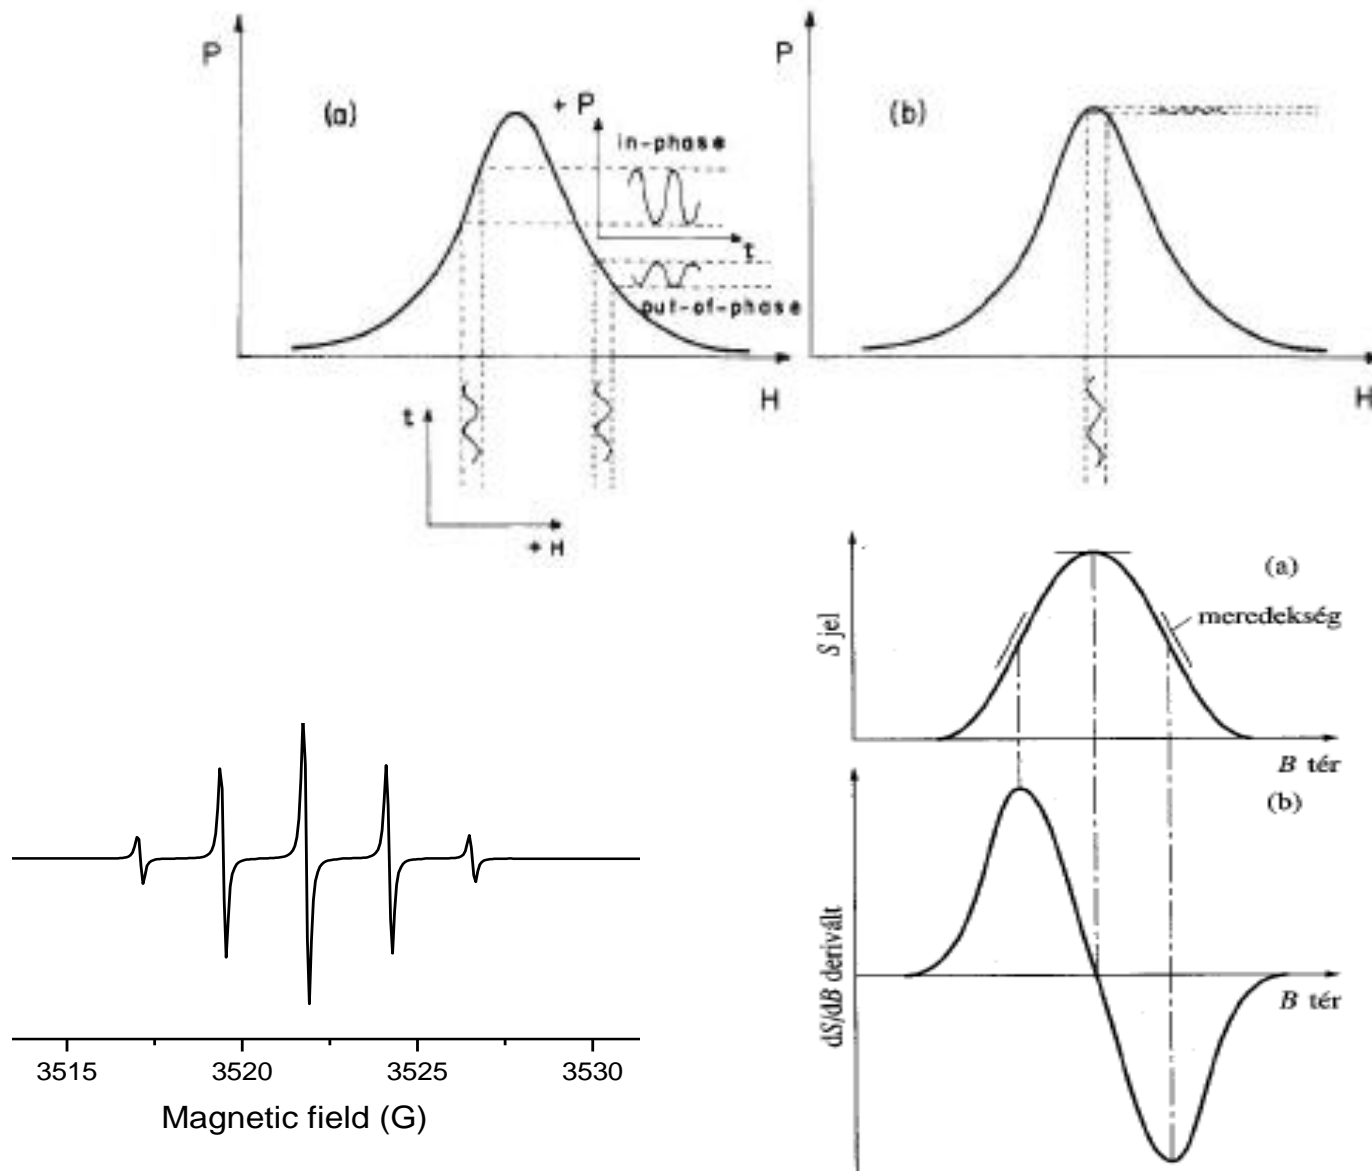 P
(a)
+ P
in-phase
t
out-of-phase
H
t
+ H
P
(b)
H
(a)
meredekség
S jel
B tér
(b)
dS/dB derivált
B tér
3515 3520 3525 3530
Magnetic field (G)